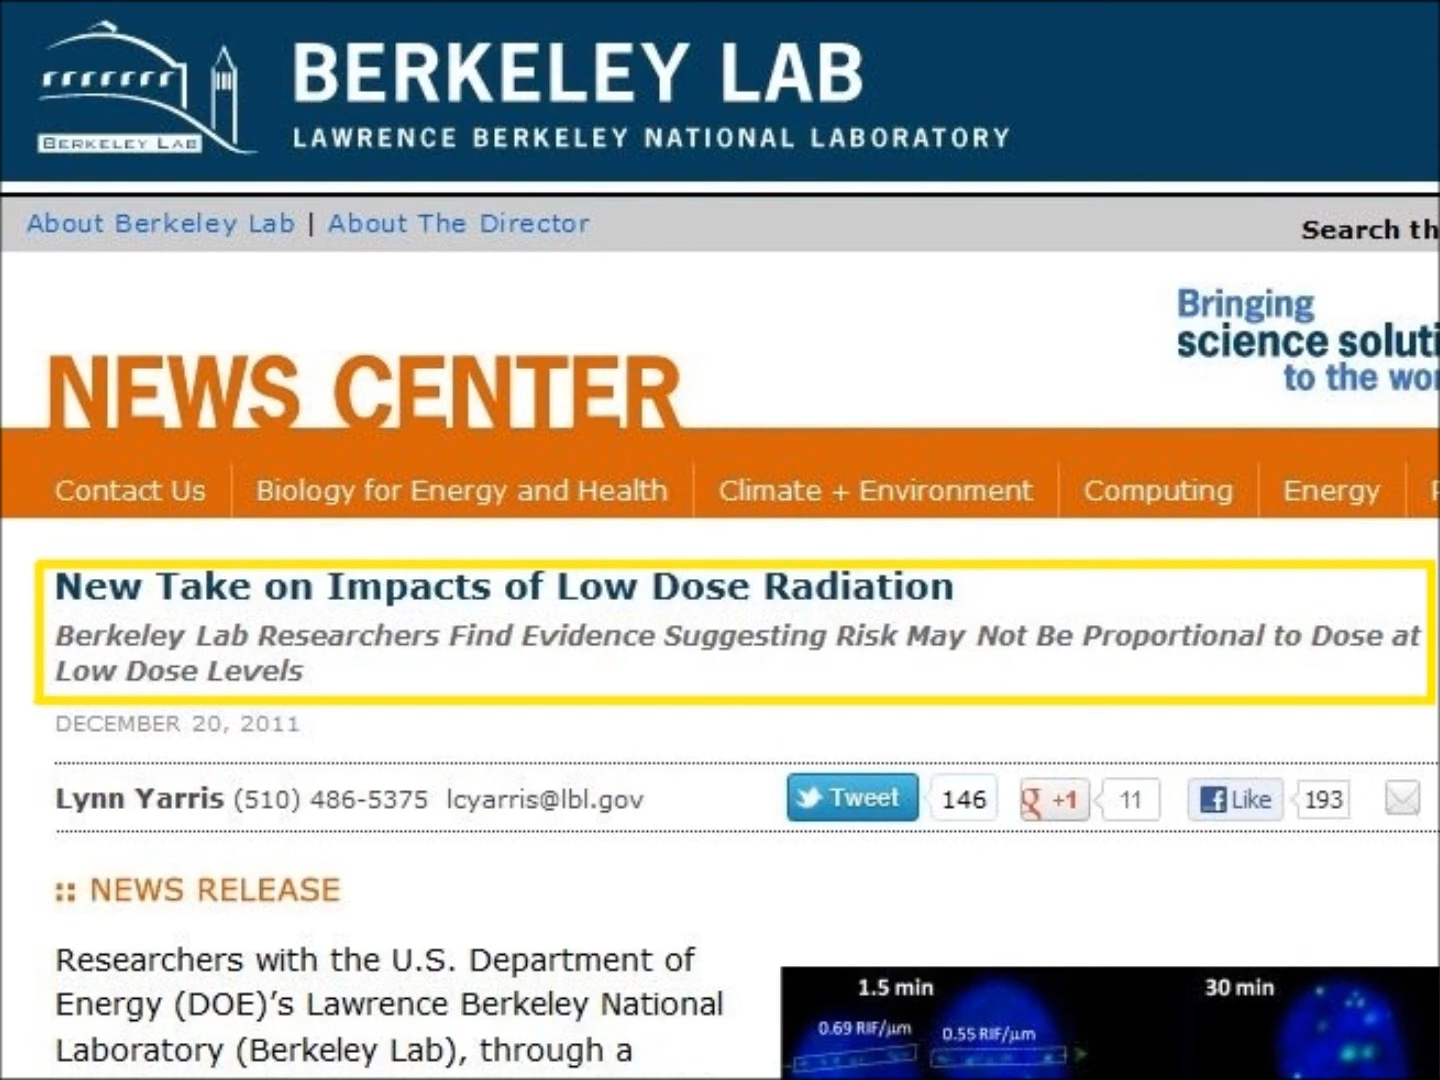 BERKELEY LAB
BERKELEY LAB
LAWRENCE BERKELEY NATIONAL LABORATORY
About Berkeley Lab | About The Director
Search th
Bringing
science soluti
to the wor
NEWS CENTER
Contact Us
Biology for Energy and Health
Climate + Environment
Computing
Energy
New Take on Impacts of Low Dose Radiation
Berkeley Lab Researchers Find Evidence Suggesting Risk May Not Be Proportional to Dose at
Low Dose Levels
DECEMBER 20, 2011
Lynn Yarris (510) 486-5375 lcyarris@lbl.gov
Tweet 146
g +1 11
f Like 193
:: NEWS RELEASE
Researchers with the U.S. Department of
Energy (DOE)’s Lawrence Berkeley National
Laboratory (Berkeley Lab), through a
1.5 min
30 min
0.69 RIF/μm
0.55 RIF/μm